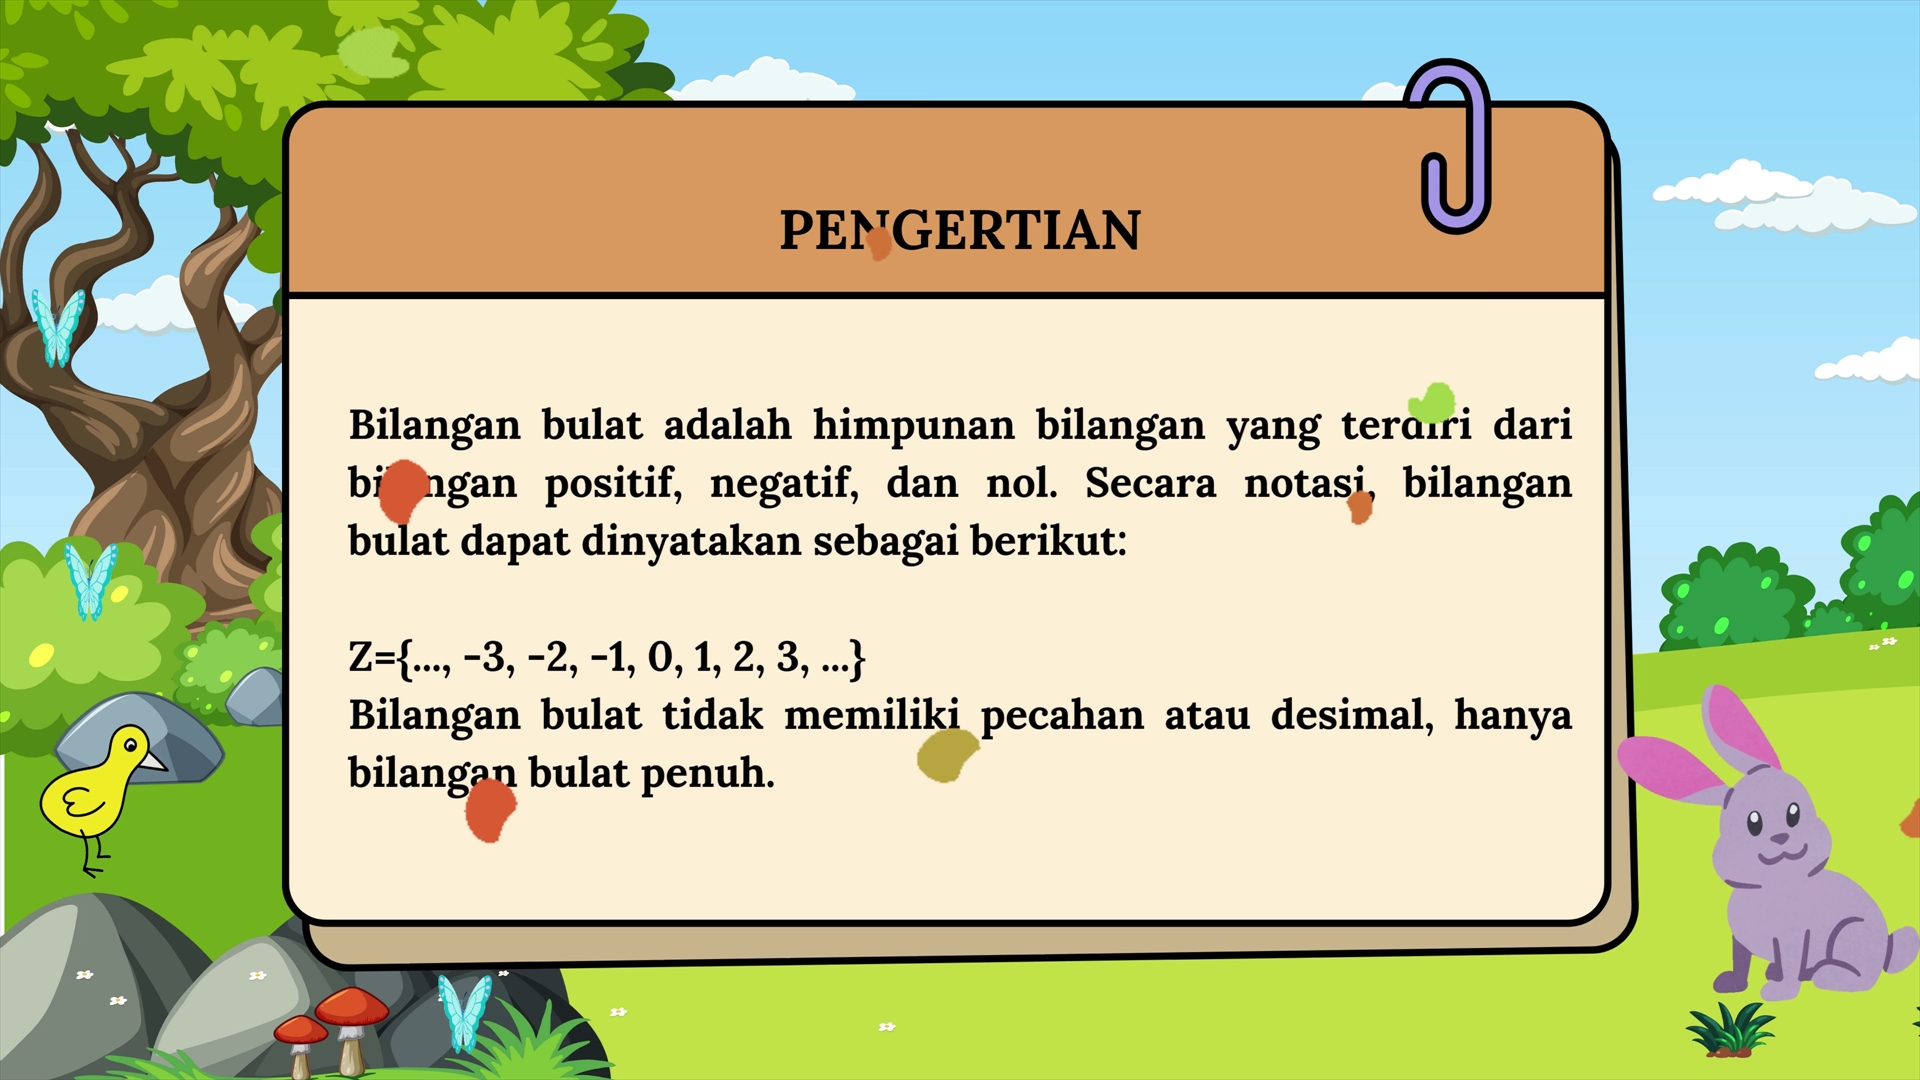 PENGERTIAN
Bilangan bulat adalah himpunan bilangan yang terdiri dari
bilangan positif, negatif, dan nol. Secara notasi, bilangan
bulat dapat dinyatakan sebagai berikut:
Z={..., -3, -2, -1, 0, 1, 2, 3, ...}
Bilangan bulat tidak memiliki pecahan atau desimal, hanya
bilangan bulat penuh.